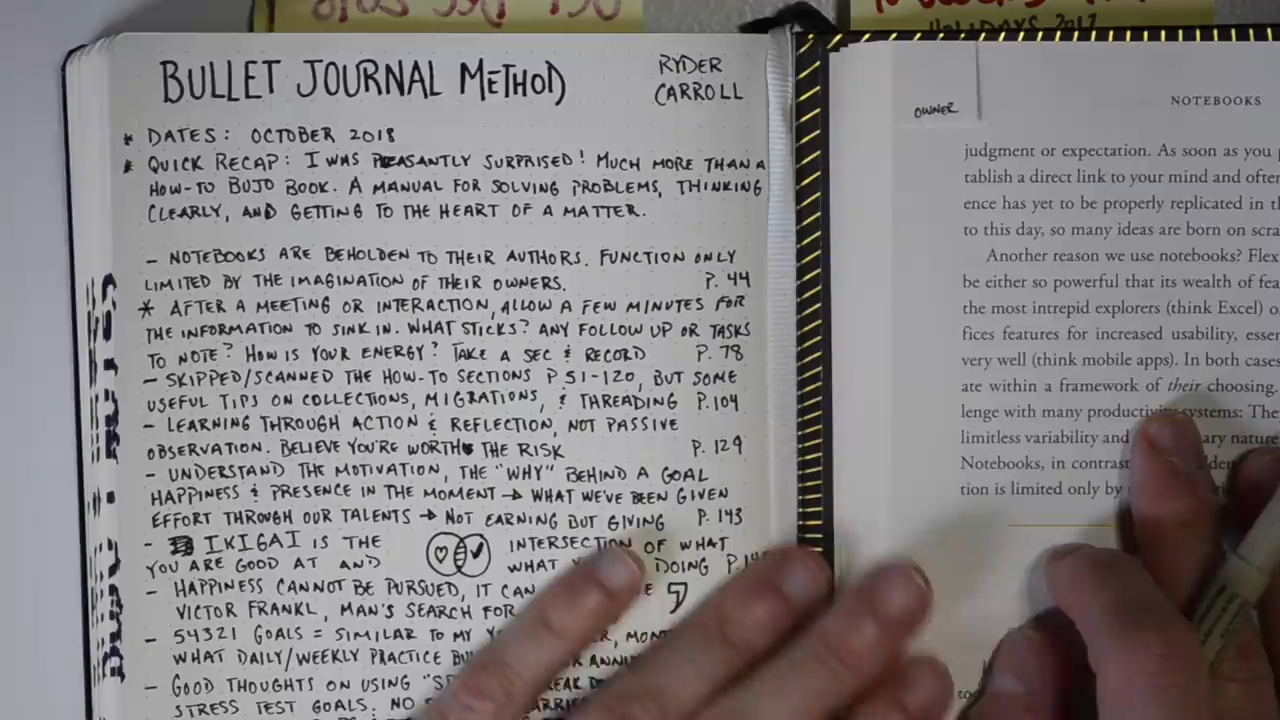 HOLIDAYS 2017
BULLET JOURNAL METHOD
RYDER
CARROLL
* DATES: OCTOBER 2018
* QUICK RECAP: I WAS PLEASANTLY SURPRISED! MUCH MORE THAN A
HOW-TO BUJO BOOK. A MANUAL FOR SOLVING PROBLEMS, THINKING
CLEARLY, AND GETTING TO THE HEART OF A MATTER.
- NOTEBOOKS ARE BEHOLDEN TO THEIR AUTHORS. FUNCTION ONLY
LIMITED BY THE IMAGINATION OF THEIR OWNERS. P. 44
* AFTER A MEETING OR INTERACTION, ALLOW A FEW MINUTES FOR
THE INFORMATION TO SINK IN. WHAT STICKS? ANY FOLLOW UP OR TASKS
TO NOTE? HOW IS YOUR ENERGY? TAKE A SEC & RECORD P. 78
- SKIPPED/SCANNED THE HOW-TO SECTIONS P 51-120, BUT SOME
USEFUL TIPS ON COLLECTIONS, MIGRATIONS, & THREADING P.104
- LEARNING THROUGH ACTION & REFLECTION, NOT PASSIVE
OBSERVATION. BELIEVE YOU'RE WORTH THE RISK P. 129
- UNDERSTAND THE MOTIVATION, THE "WHY" BEHIND A GOAL
HAPPINESS & PRESENCE IN THE MOMENT → WHAT WE'VE BEEN GIVEN
EFFORT THROUGH OUR TALENTS → NOT EARNING BUT GIVING P. 143
- IKIGAI IS THE INTERSECTION OF WHAT
YOU ARE GOOD AT AND WHAT DOING
- HAPPINESS CANNOT BE PURSUED, IT CAN
VICTOR FRANKL, MAN'S SEARCH FOR
- 54321 GOALS = SIMILAR TO MY
WHAT DAILY/WEEKLY PRACTICE
- GOOD THOUGHTS ON USING
STRESS TEST GOALS. NO
OWNER
NOTEBOOKS
judgment or expectation. As soon as you
tablish a direct link to your mind and often
ence has yet to be properly replicated in
to this day, so many ideas are born on
Another reason we use notebooks?
be either so powerful that its wealth of
the most intrepid explorers (think Excel)
fices features for increased usability,
very well (think mobile apps). In both cases
ate within a framework of their choosing.
lenge with many productivity systems:
limitless variability and
Notebooks, in contrast
tion is limited only by